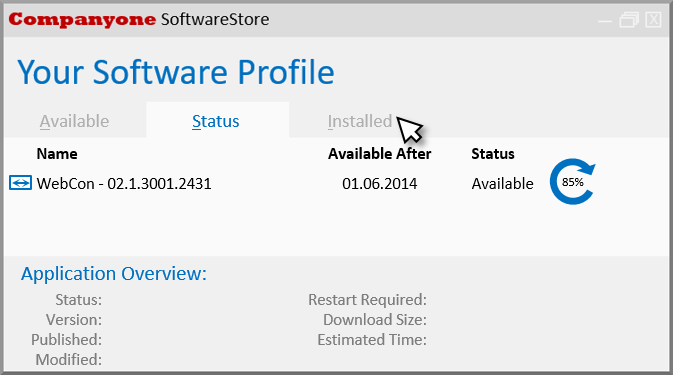 Companyone SoftwareStore
Your Software Profile
Available Status Installed
Name Available After Status
WebCon - 02.1.3001.2431 01.06.2014 Available 85%
Application Overview:
Status: Restart Required:
Version: Download Size:
Published: Estimated Time:
Modified: